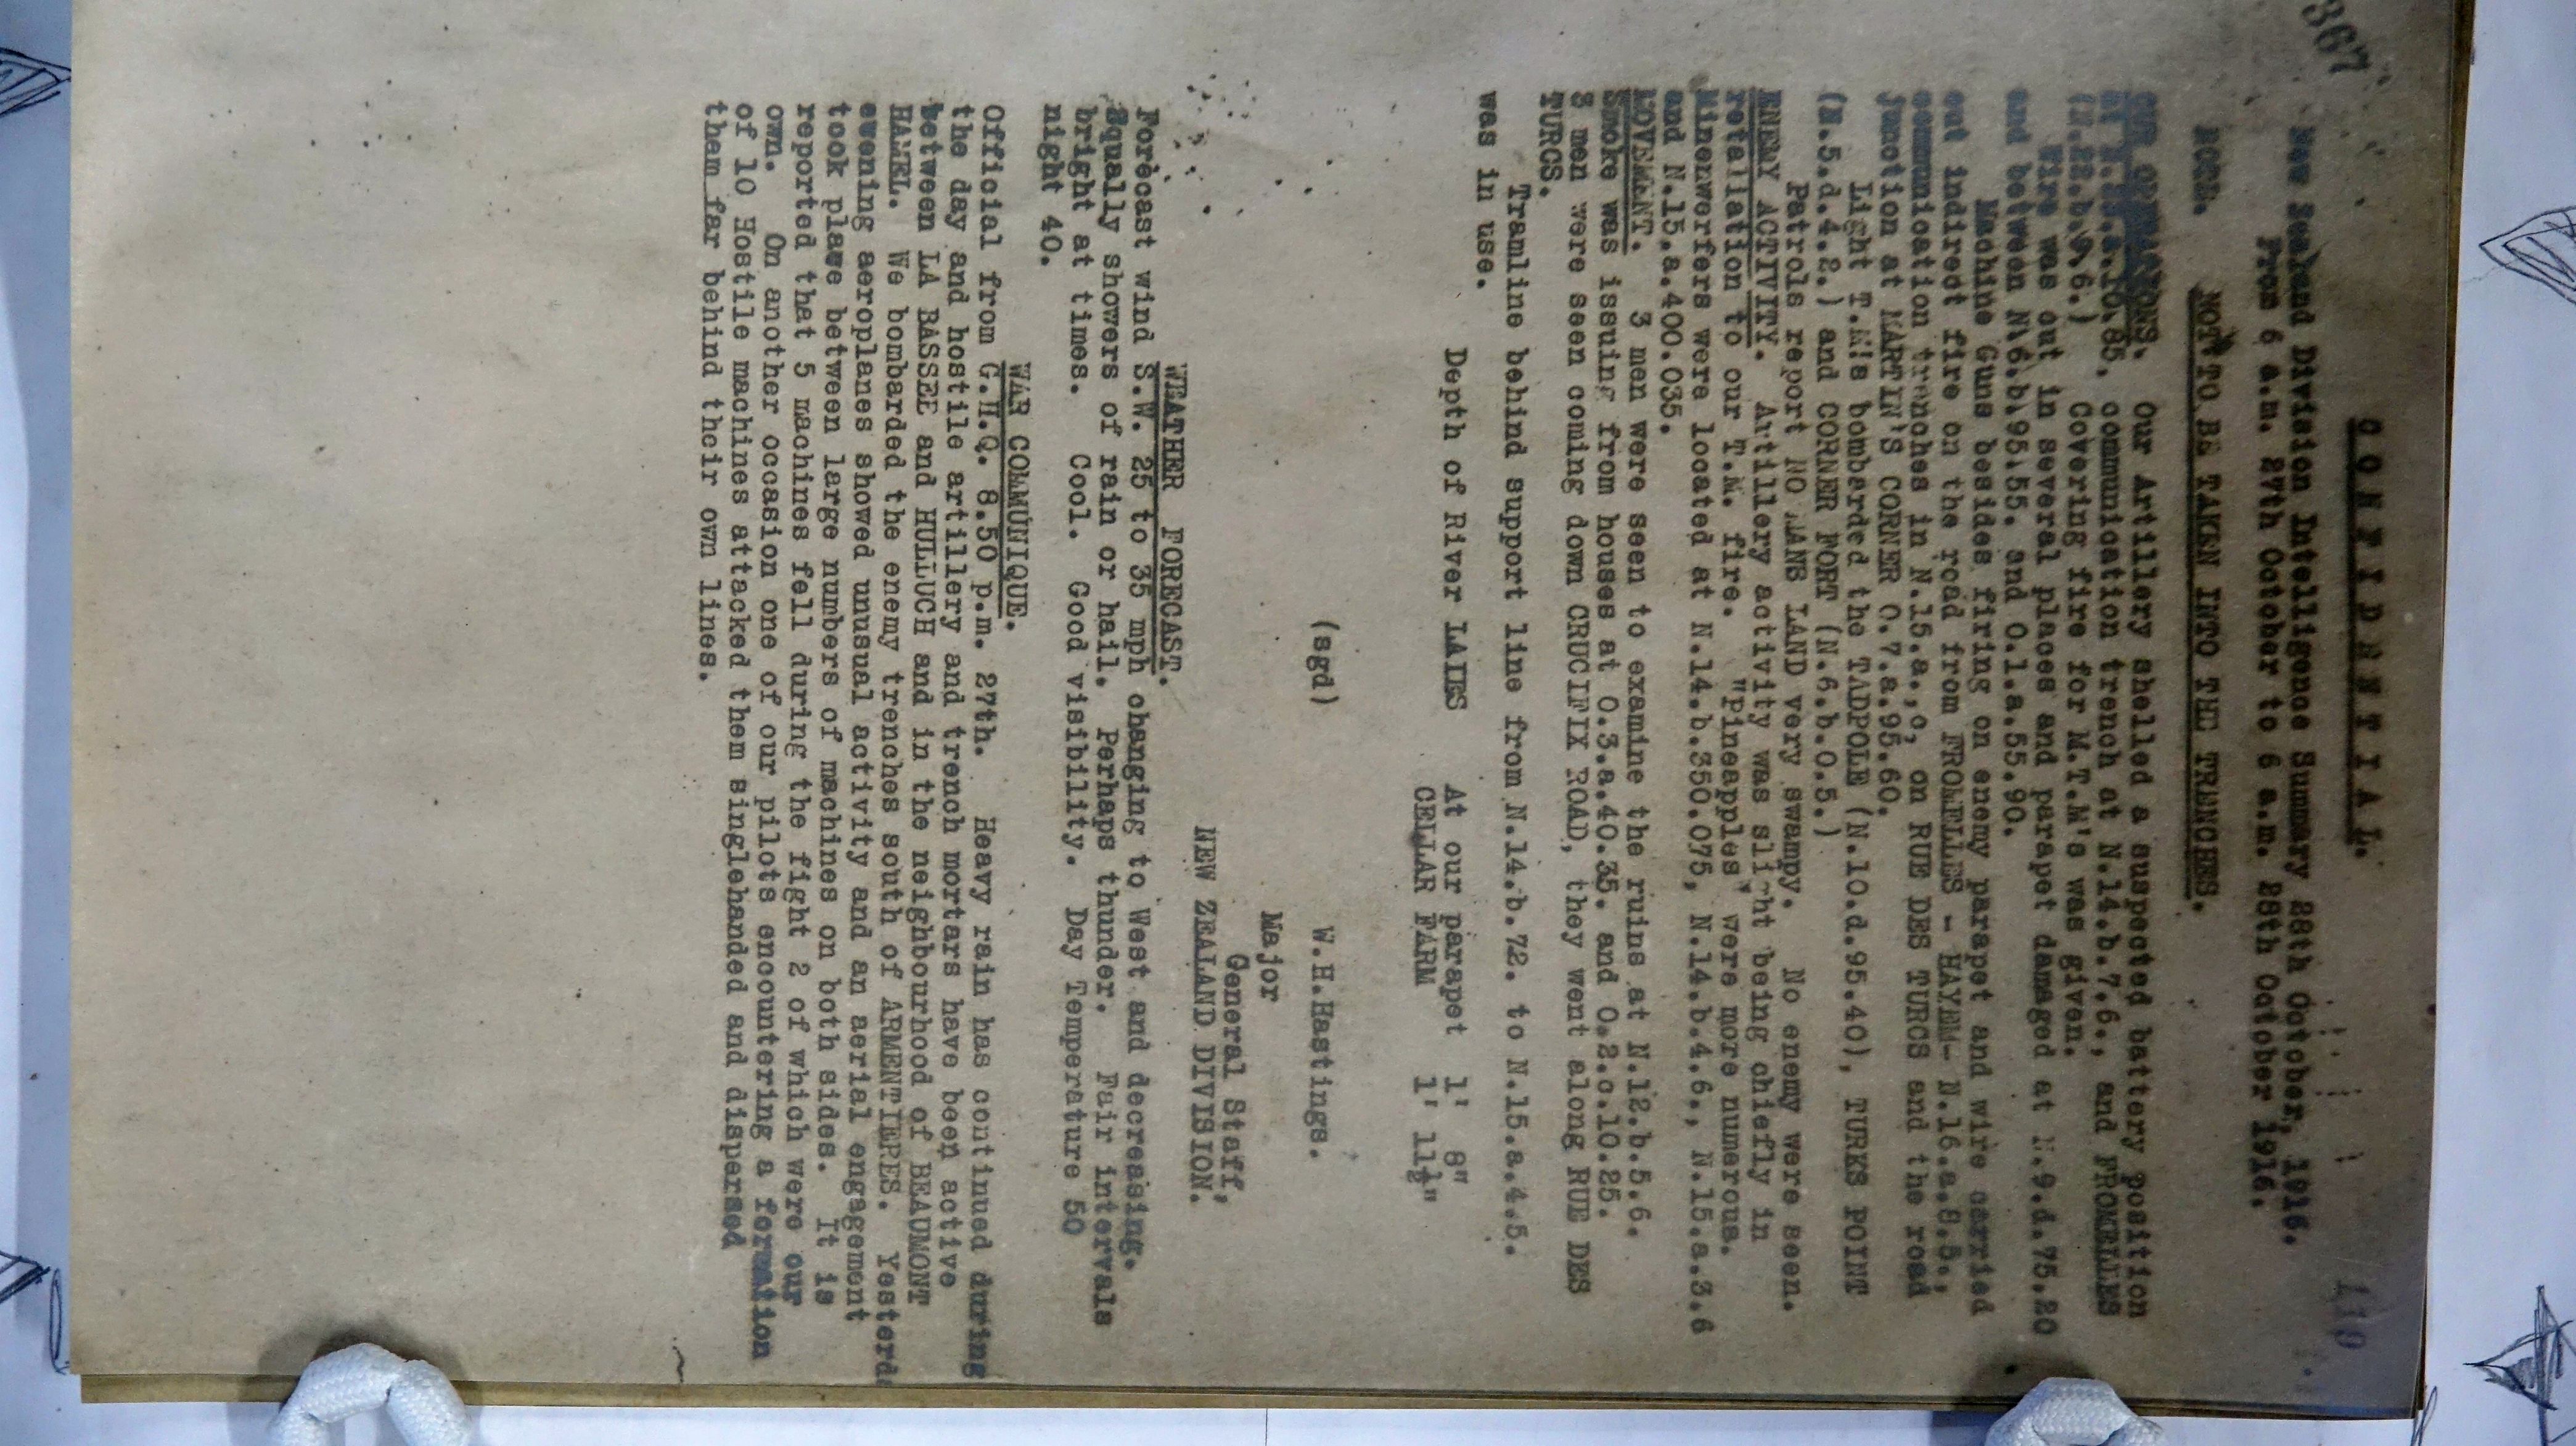 367
110
C O N F I D E N T I A L.
New Zealand Division Intelligence Summary 28th October, 1916.
From 6 a.m. 27th October to 6 a.m. 28th October 1916.
NOT TO BE TAKEN INTO THE TRENCHES.
OUR OPERATIONS. Our Artillery shelled a suspected battery position
communication trench at N.14.b.7.6., and FROMELLES
Covering fire for M.T.M's was given.
Wire was cut in several places and parapet damaged at N.9.d.75.20
and between N.6.b.95.55. and O.1.a.55.90.
Machine Guns besides firing on enemy parapet and wire carried
out indirect fire on the road from FROMELLES - HAYEM- N.16.a.8.5.,
communication trenches in N.15.a.,c, on RUE DES TURCS and the road
junction at MARTIN'S CORNER O.7.a.95.60.
Light T.M's bombarded the TADPOLE (N.10.d.95.40), TURKS POINT
(N.5.d.4.2.) and CORNER FORT (N.6.b.0.5.)
Patrols report NO MANS LAND very swampy. No enemy were seen.
ENEMY ACTIVITY. Artillery activity was slight being chiefly in
retaliation to our T.M. fire. "Pineapples" were more numerous.
Minenwerfers were located at N.14.b.350.075, N.14.b.4.6., N.15.a.3.6
and N.15.a.400.035.
MOVEMENT. 3 men were seen to examine the ruins at N.12.b.5.6.
Smoke was issuing from houses at O.3.a.40.35. and O.2.c.10.25.
3 men were seen coming down CRUCIFIX ROAD, they went along RUE DES
TURCS.
Tramline behind support line from N.14.b.72. to N.15.a.4.5.
was in use.
Depth of River LAIES At our parapet 1' 8"
CELLAR FARM 1' 11½"
(sgd) W.H.Hastings.
Major
General Staff,
NEW ZEALAND DIVISION.
WEATHER FORECAST.
Forecast wind S.W. 25 to 35 mph changing to West and decreasing.
Squally showers of rain or hail. Perhaps thunder. Fair intervals
bright at times. Cool. Good visibility. Day Temperature 50
night 40.
WAR COMMUNIQUE.
Official from G.H.Q. 8.50 p.m. 27th. Heavy rain has continued during
the day and hostile artillery and trench mortars have been active
between LA BASSEE and HULLUCH and in the neighbourhood of BEAUMONT
HAMEL. We bombarded the enemy trenches south of ARMENTIERES. Yesterd
evening aeroplanes showed unusual activity and an aerial engagement
took place between large numbers of machines on both sides. It is
reported that 5 machines fell during the fight 2 of which were our
own. On another occasion one of our pilots encountering a formation
of 10 Hostile machines attacked them singlehanded and dispersed
them far behind their own lines.